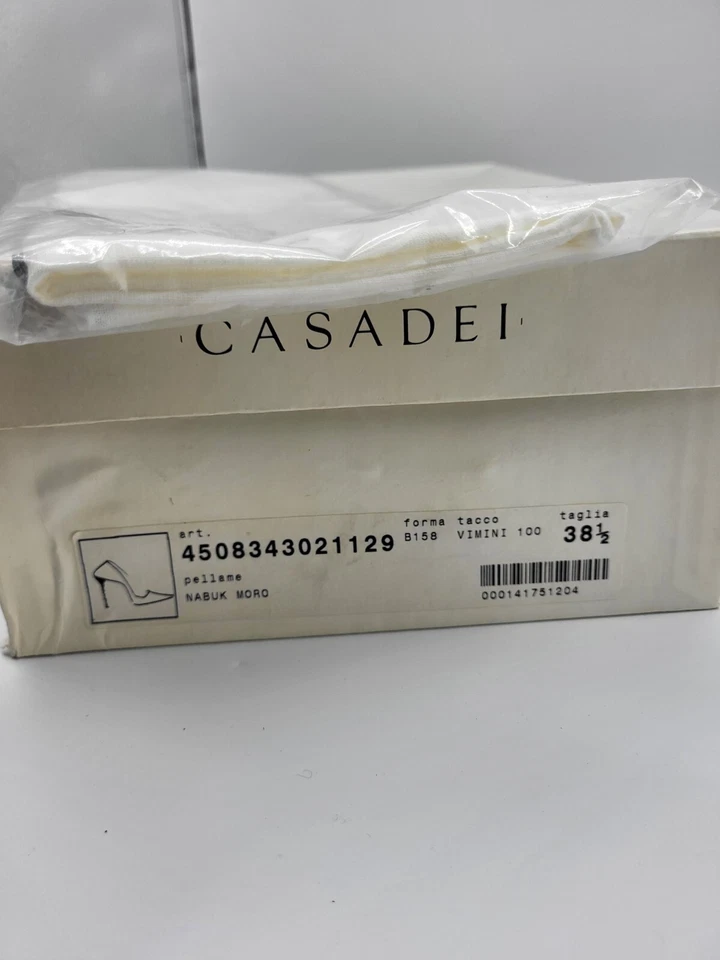 CASADEI
art. forma tacco taglia
4508343021129 B158 VIMINI 100 38½
pellame
NABUK MORO
000141751204